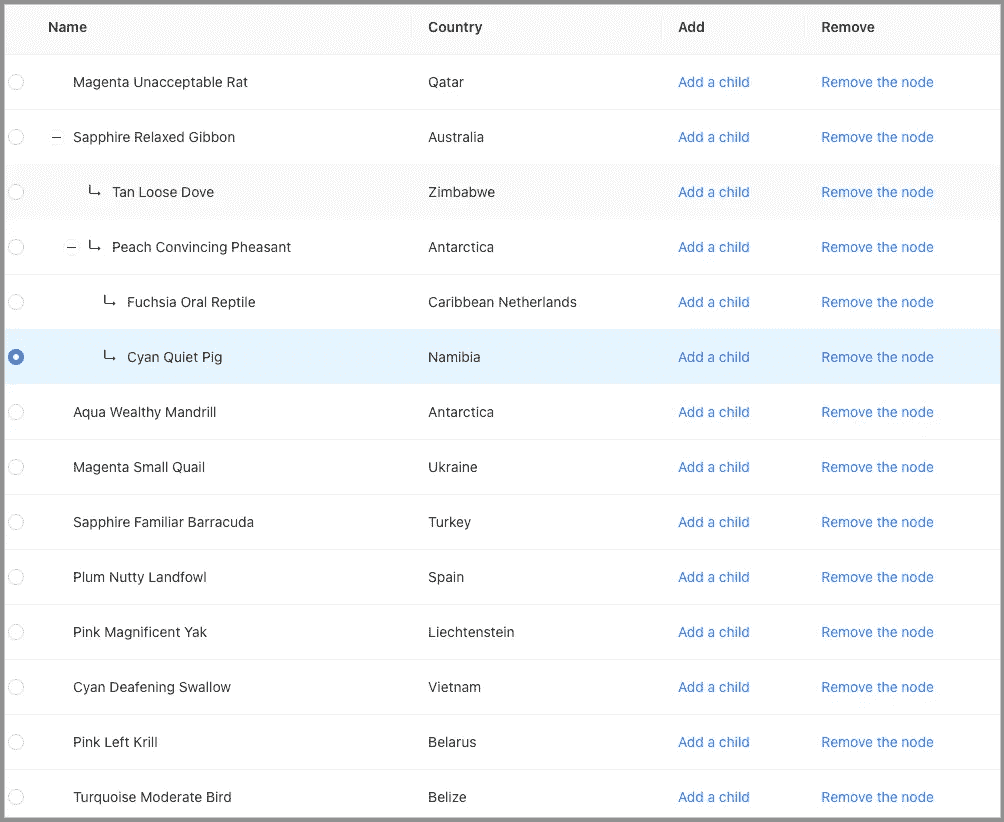 Name Country Add Remove
Magenta Unacceptable Rat Qatar Add a child Remove the node
Sapphire Relaxed Gibbon Australia Add a child Remove the node
Tan Loose Dove Zimbabwe Add a child Remove the node
Peach Convincing Pheasant Antarctica Add a child Remove the node
Fuchsia Oral Reptile Caribbean Netherlands Add a child Remove the node
Cyan Quiet Pig Namibia Add a child Remove the node
Aqua Wealthy Mandrill Antarctica Add a child Remove the node
Magenta Small Quail Ukraine Add a child Remove the node
Sapphire Familiar Barracuda Turkey Add a child Remove the node
Plum Nutty Landfowl Spain Add a child Remove the node
Pink Magnificent Yak Liechtenstein Add a child Remove the node
Cyan Deafening Swallow Vietnam Add a child Remove the node
Pink Left Krill Belarus Add a child Remove the node
Turquoise Moderate Bird Belize Add a child Remove the node